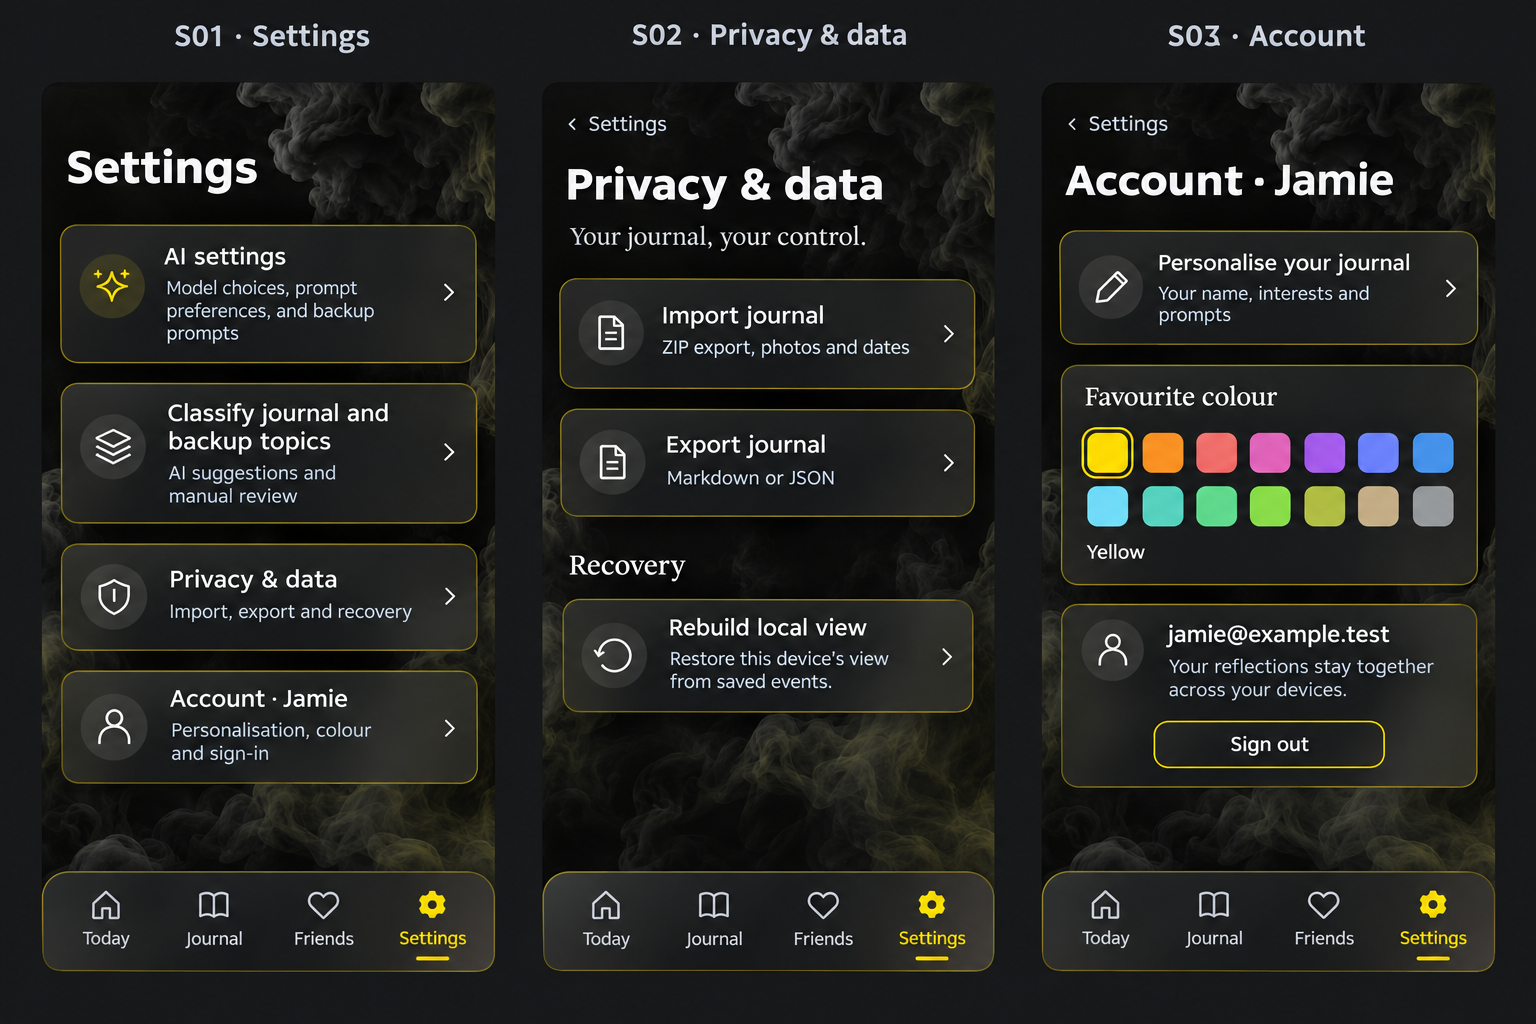 S01 · Settings
Settings
AI settings
Model choices, prompt
preferences, and backup
prompts
Classify journal and
backup topics
AI suggestions and
manual review
Privacy & data
Import, export and recovery
Account · Jamie
Personalisation, colour
and sign-in
Today
Journal
Friends
Settings
S02 · Privacy & data
Settings
Privacy & data
Your journal, your control.
Import journal
ZIP export, photos and dates
Export journal
Markdown or JSON
Recovery
Rebuild local view
Restore this device's view
from saved events.
Today
Journal
Friends
Settings
S03 · Account
Settings
Account · Jamie
Personalise your journal
Your name, interests and
prompts
Favourite colour
Yellow
jamie@example.test
Your reflections stay together
across your devices.
Sign out
Today
Journal
Friends
Settings